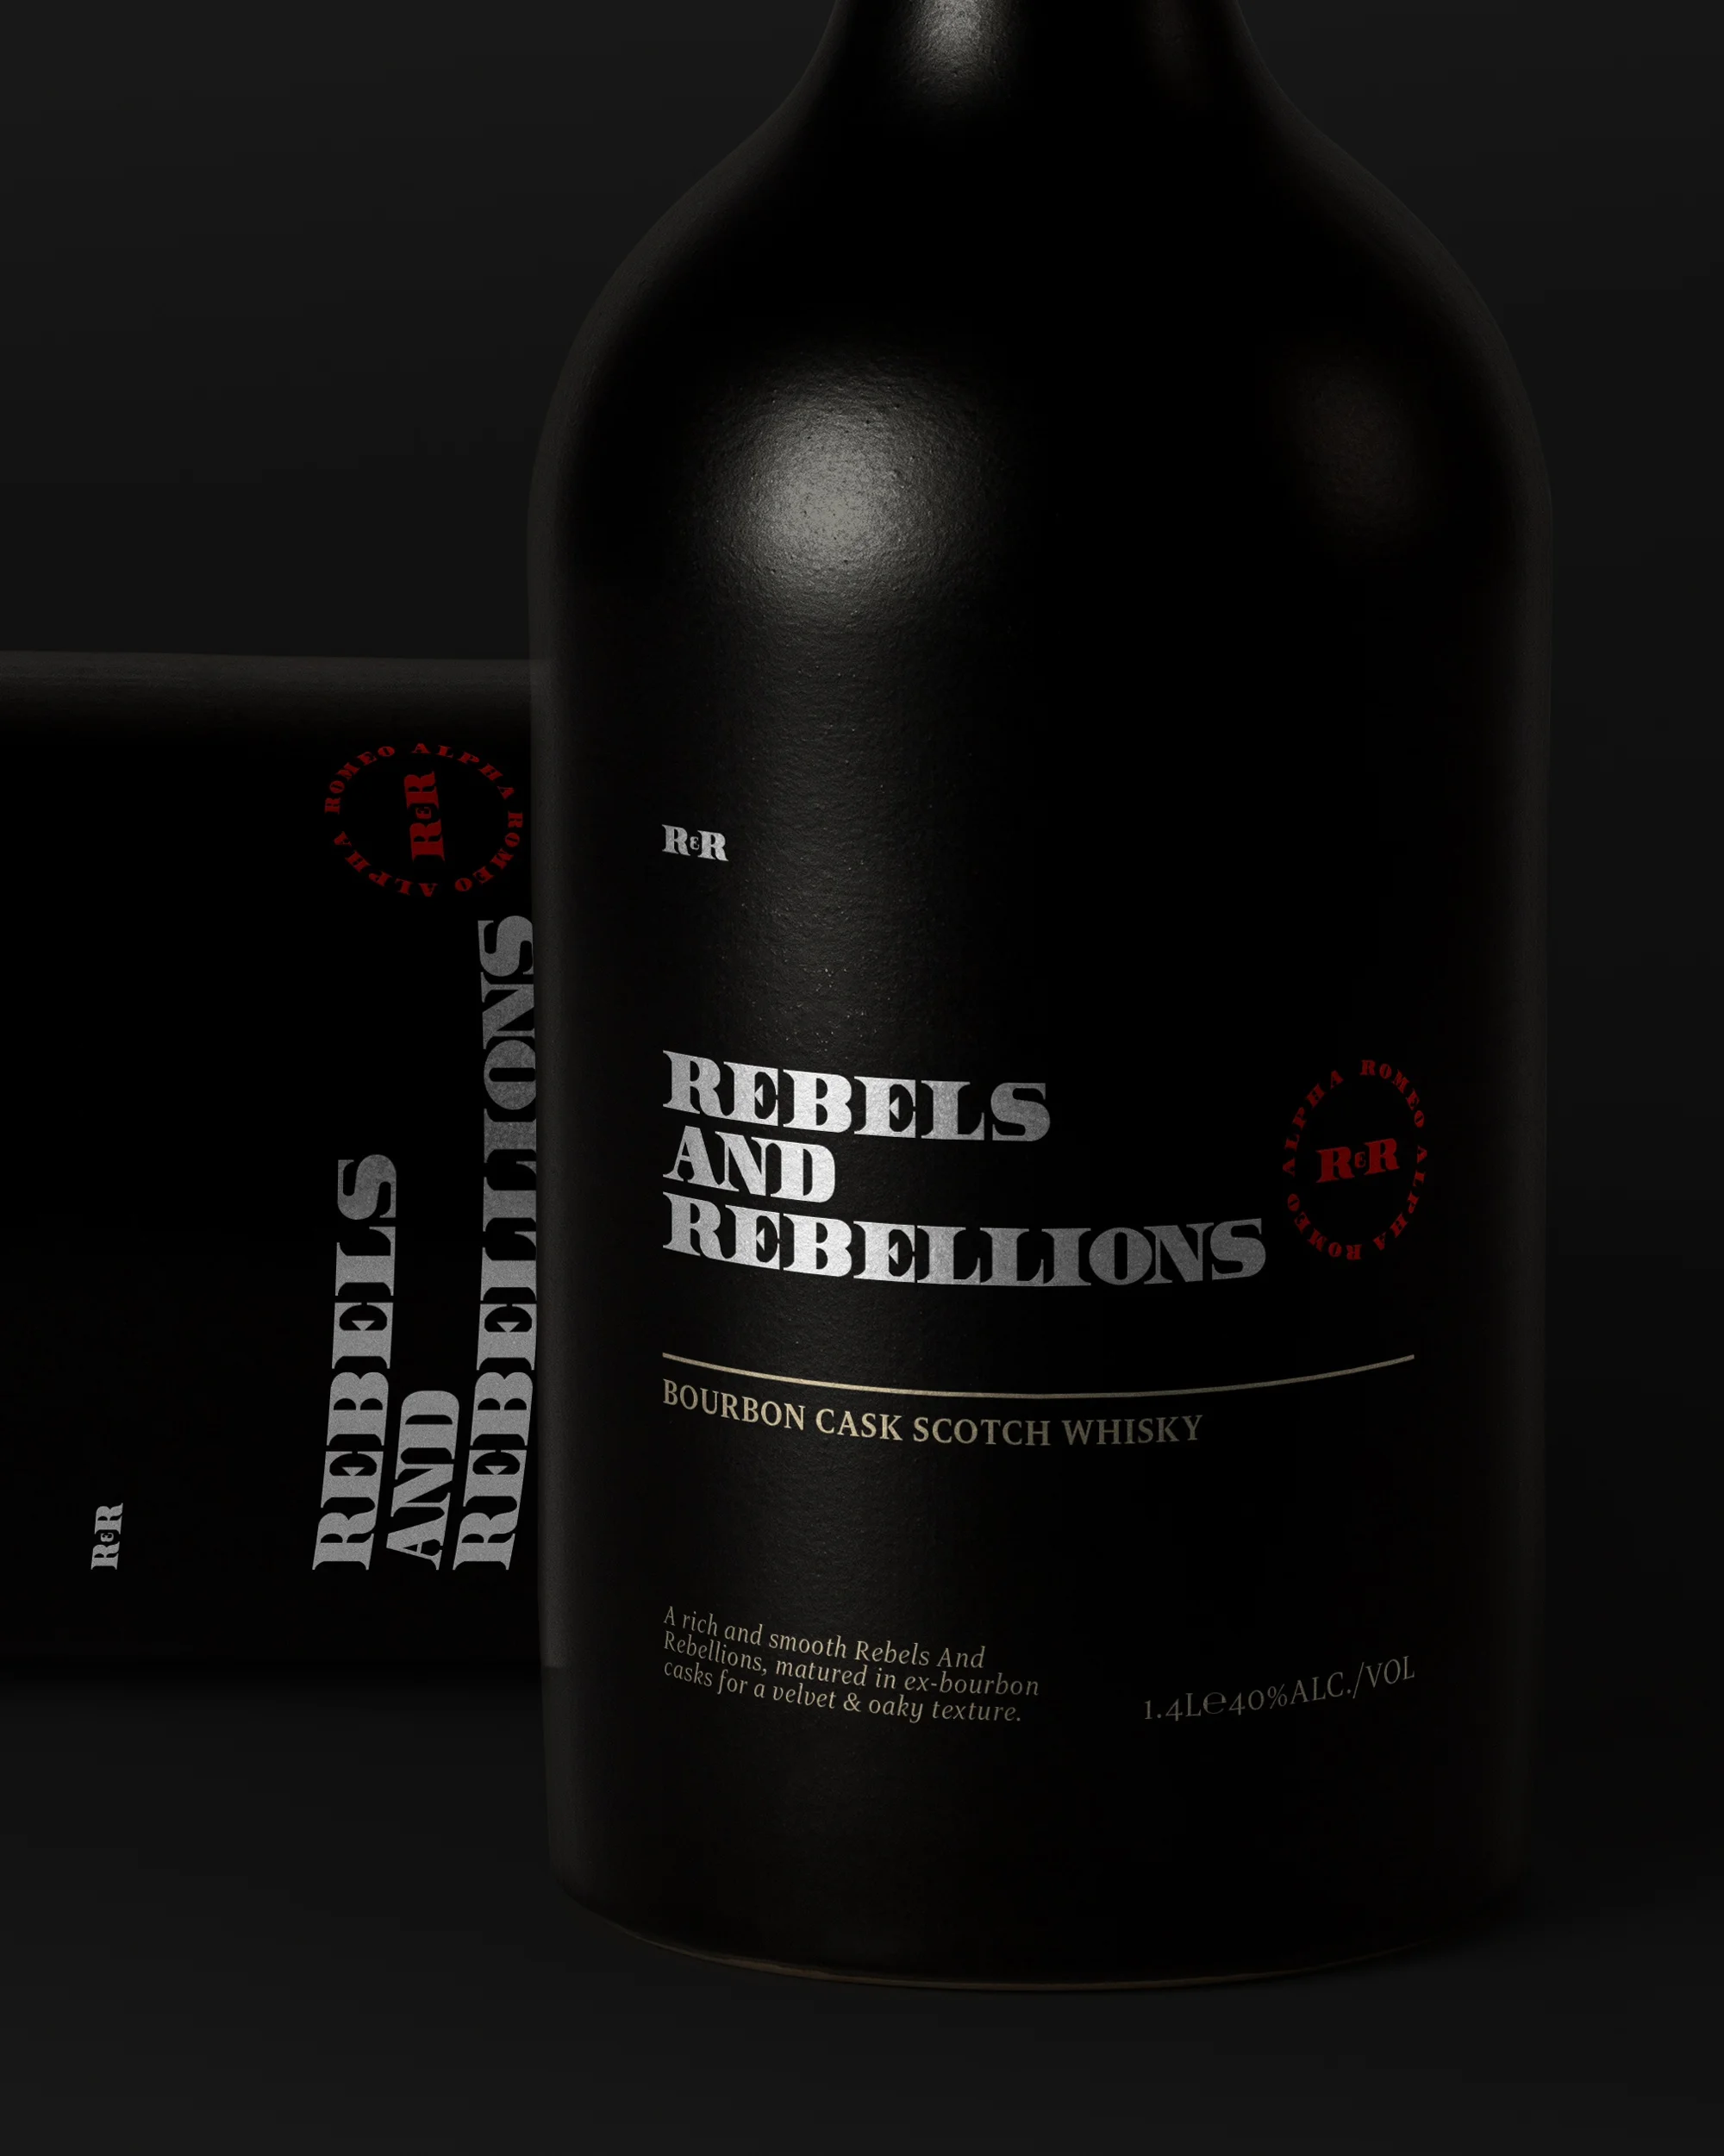 R&R
REBELS
AND
REBELLIONS
ROMEO ALPHA ROMEO ALPHA
R&R
BOURBON CASK SCOTCH WHISKY
A rich and smooth Rebels And
Rebellions, matured in ex-bourbon
casks for a velvet & oaky texture.
1.4L℮40%ALC./VOL
ROMEO ALPHA ROMEO ALPHA
R&R
R&R
REBELS
AND
REBELLIONS